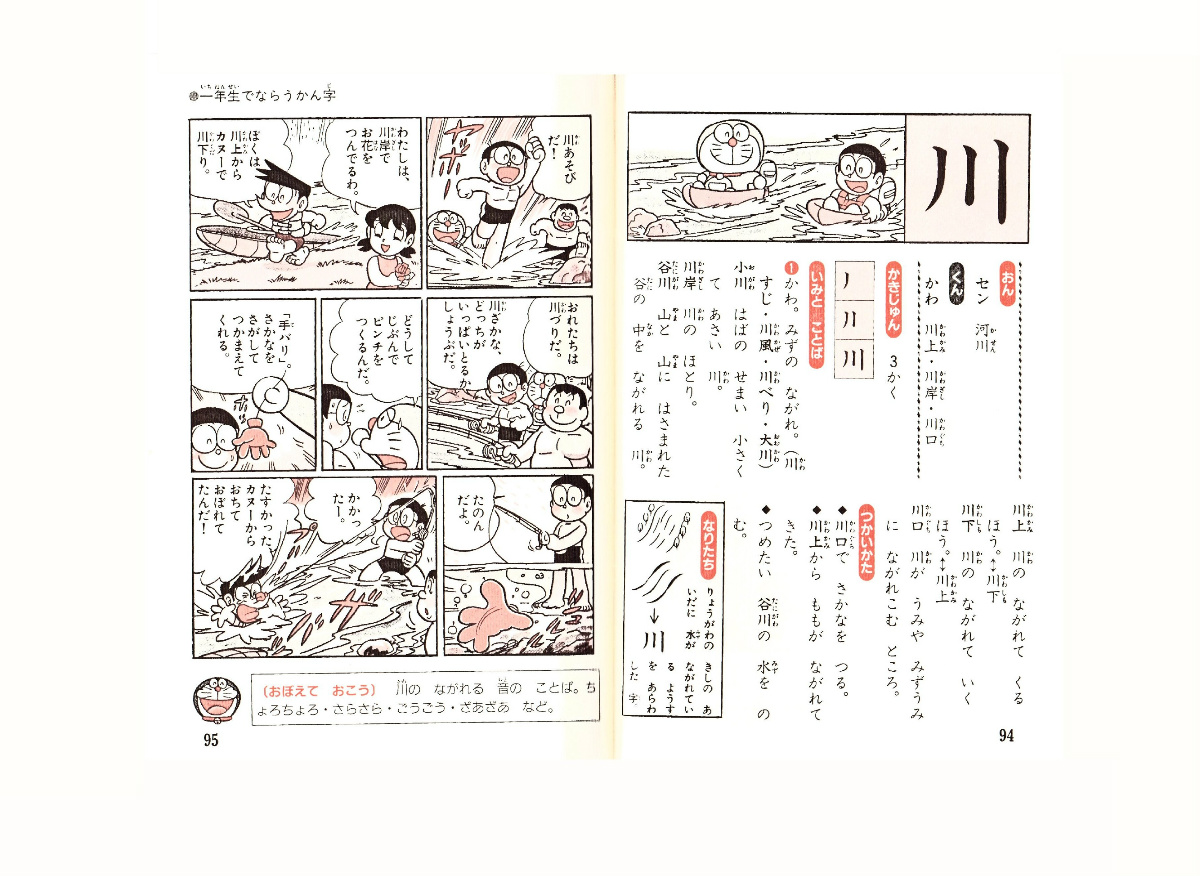 川
おん
セン 河川
くん
かわ 川上・川岸・川口
かきじゅん
3かく
川
いみと ことば
❶かわ。みずの ながれ。(川
すじ・川風・川べり・大川)
小川 はばの せまい 小さく
て あさい 川。
川岸 川の ほとり。
谷川 山と 山に はさまれた
谷の 中を ながれる 川。
川上 川の ながれて くる
ほう。↔川下
川下 川の ながれて いく
ほう。↔川上
川口 川が うみや みずうみ
に ながれこむ ところ。
つかいかた
◆川口で さかなを つる。
◆川上から ももが ながれて
きた。
◆つめたい 谷川の 水を の
む。
なりたち
川
りょうがわの きしの あ
いだに 水が ながれてい
る ようすを あらわ
した 字。
94
●一年生でならうかん字
川あそび
だ!
ヤッホー
わたしは、
川岸で
お花を
つんでるわ。
ぼくは、
川上から
カヌーで
川下り。
おれたちは
川づりだ。
川ざかな、
どっちが
いっぱいとるか
しょうぶだ。
どうして
じぶんで
ピンチを
つくるんだ。
「手バリ」。
さかなを
さがして
つかまえて
くれる。
たのん
だよ。
かかっ
たー。
たすかった
カヌーから
おちて
おぼれて
たんだ!
(おぼえて おこう) 川の ながれる 音の ことば。ち
ょろちょろ・さらさら・ごうごう・ざあざあ など。
95